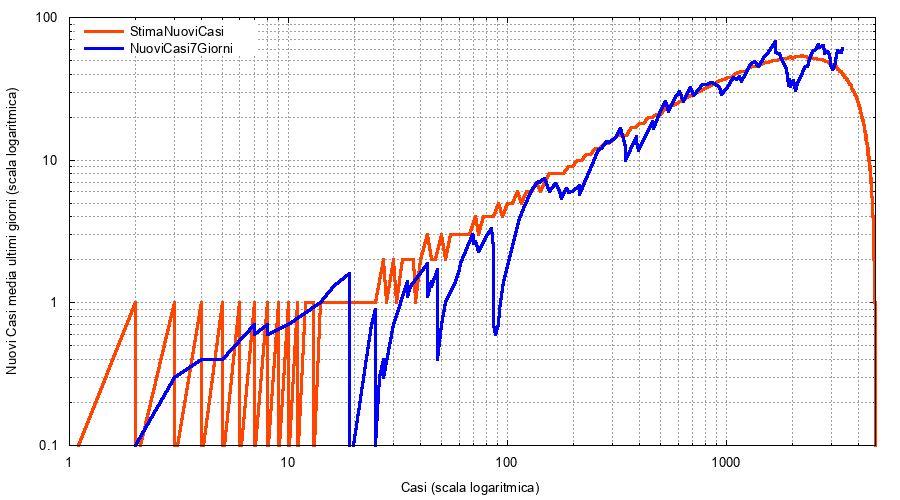 100
StimaNuoviCasi
NuoviCasi7Giorni
10
1
0.1
Nuovi Casi media ultimi giorni (scala logaritmica)
1
10
100
1000
Casi (scala logaritmica)